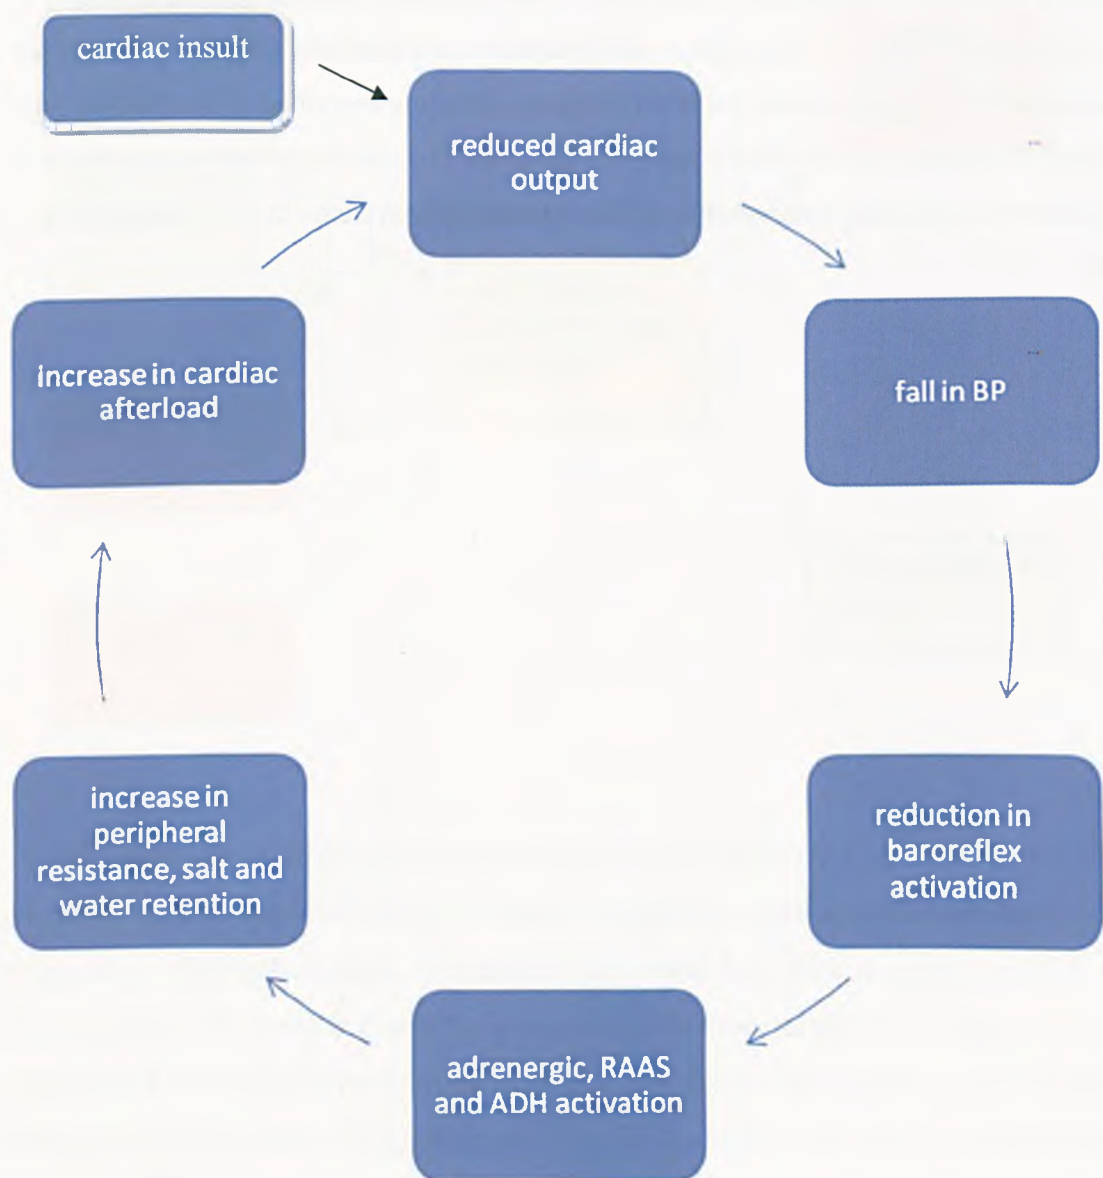 cardiac insult
reduced cardiac
output
fall in BP
reduction in
baroreflex
activation
adrenergic, RAAS
and ADH activation
increase in
peripheral
resistance, salt and
water retention
increase in cardiac
afterload